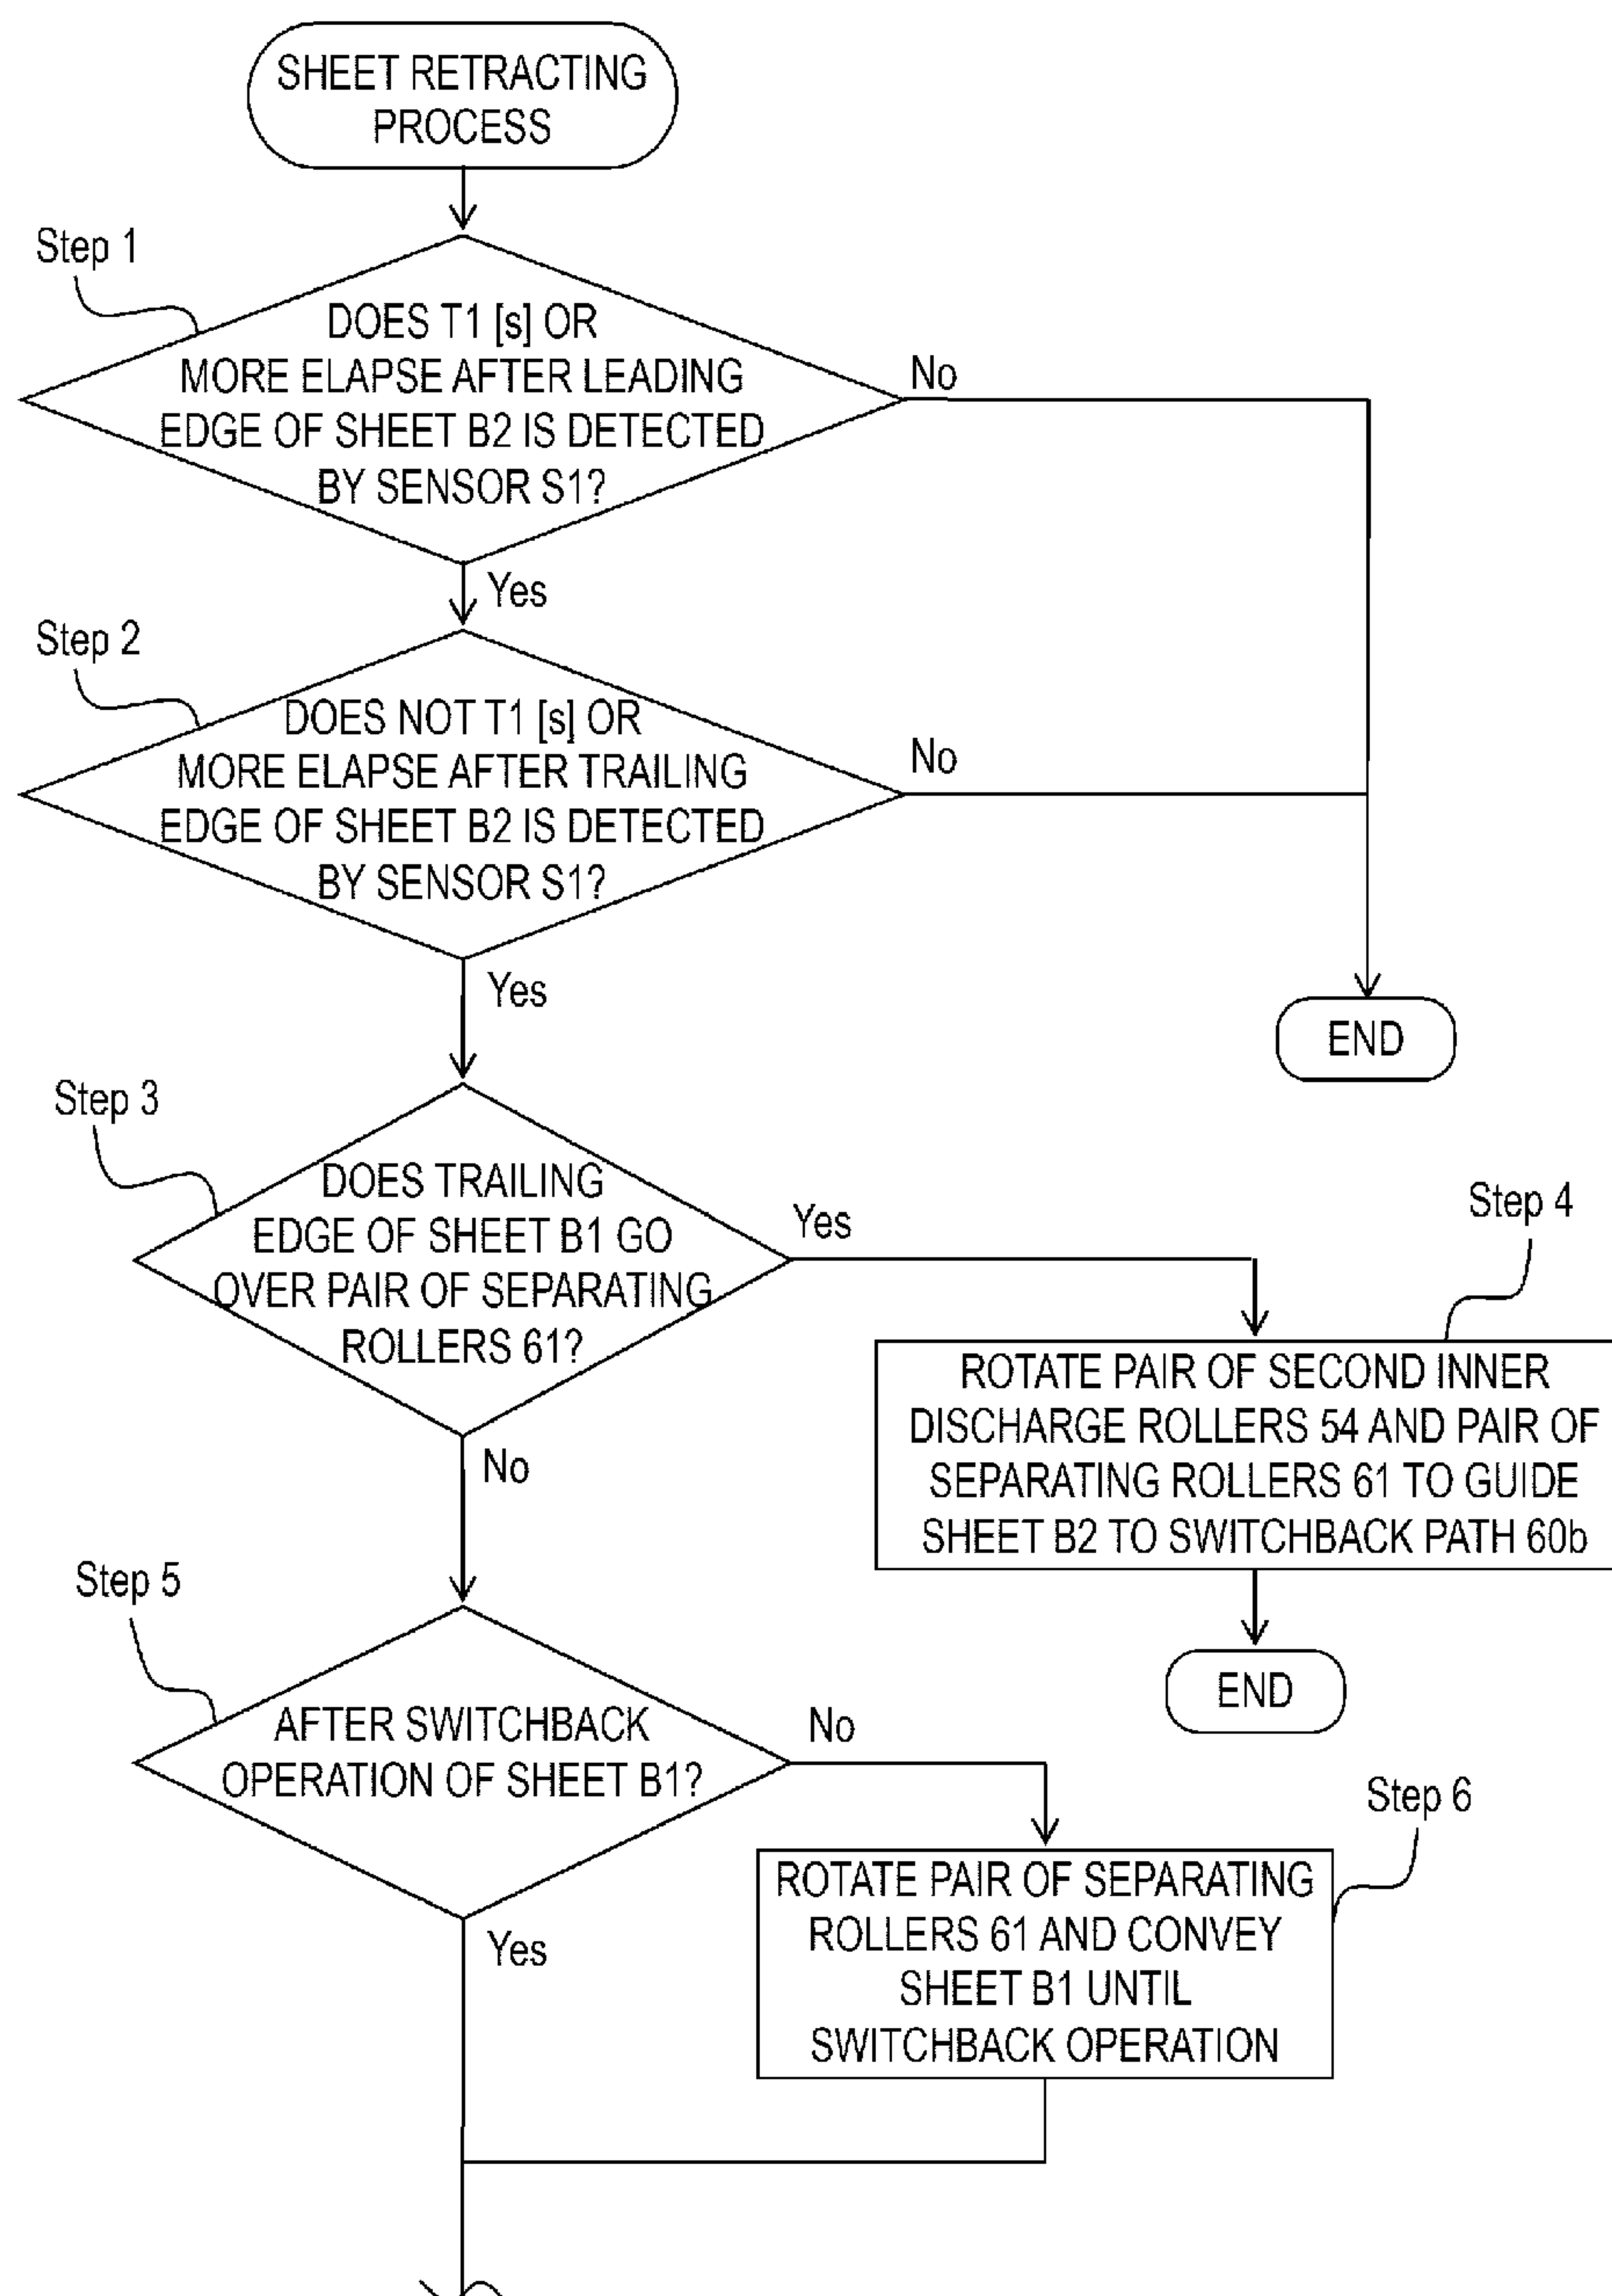 SHEET RETRACTING
PROCESS
Step 1
DOES T1 [s] OR
MORE ELAPSE AFTER LEADING
EDGE OF SHEET B2 IS DETECTED
BY SENSOR S1?
No
Yes
Step 2
DOES NOT T1 [s] OR
MORE ELAPSE AFTER TRAILING
EDGE OF SHEET B2 IS DETECTED
BY SENSOR S1?
No
Yes
END
Step 3
DOES TRAILING
EDGE OF SHEET B1 GO
OVER PAIR OF SEPARATING
ROLLERS 61?
Yes
No
Step 4
ROTATE PAIR OF SECOND INNER
DISCHARGE ROLLERS 54 AND PAIR OF
SEPARATING ROLLERS 61 TO GUIDE
SHEET B2 TO SWITCHBACK PATH 60b
END
Step 5
AFTER SWITCHBACK
OPERATION OF SHEET B1?
No
Yes
Step 6
ROTATE PAIR OF SEPARATING
ROLLERS 61 AND CONVEY
SHEET B1 UNTIL
SWITCHBACK OPERATION